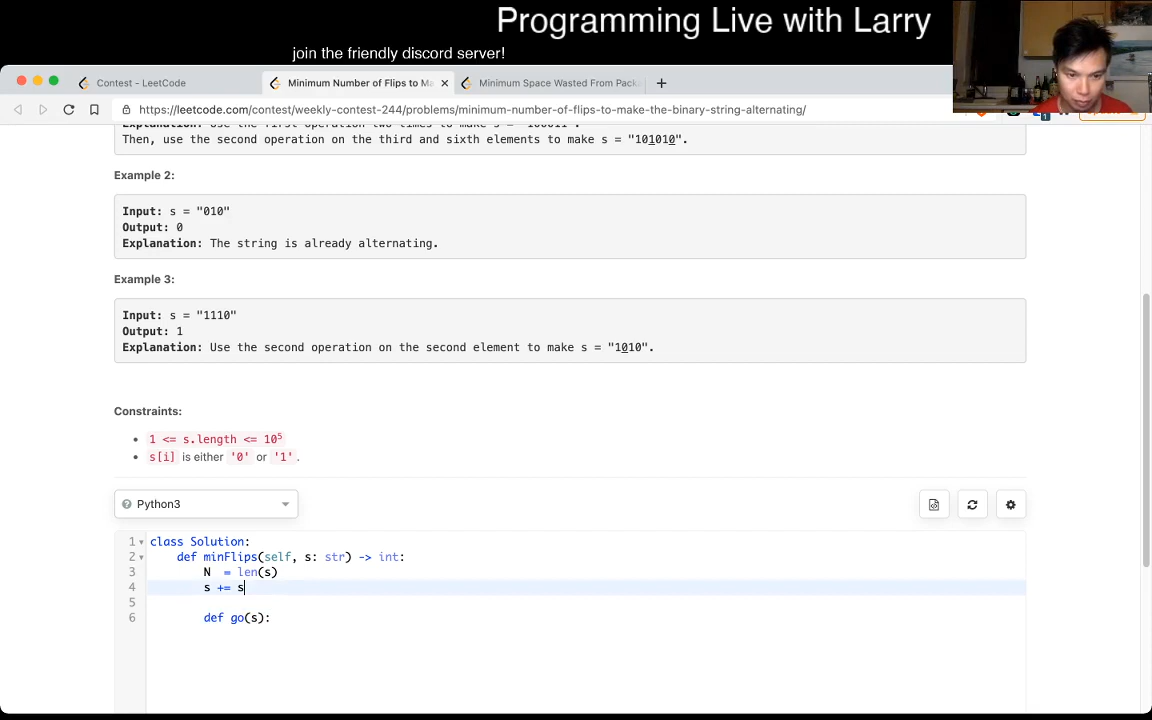 Programming Live with Larry
join the friendly discord server!
Contest - LeetCode
Minimum Number of Flips to Ma
Minimum Space Wasted From Pack
https://leetcode.com/contest/weekly-contest-244/problems/minimum-number-of-flips-to-make-the-binary-string-alternating/
Then, use the second operation on the third and sixth elements to make s = "101010".
Example 2:
Input: s = "010"
Output: 0
Explanation: The string is already alternating.
Example 3:
Input: s = "1110"
Output: 1
Explanation: Use the second operation on the second element to make s = "1010".
Constraints:
1 <= s.length <= 10⁵
s[i] is either '0' or '1'.
Python3
1 class Solution:
2 def minFlips(self, s: str) -> int:
3 N  = len(s)
4 s += s
5
6 def go(s):